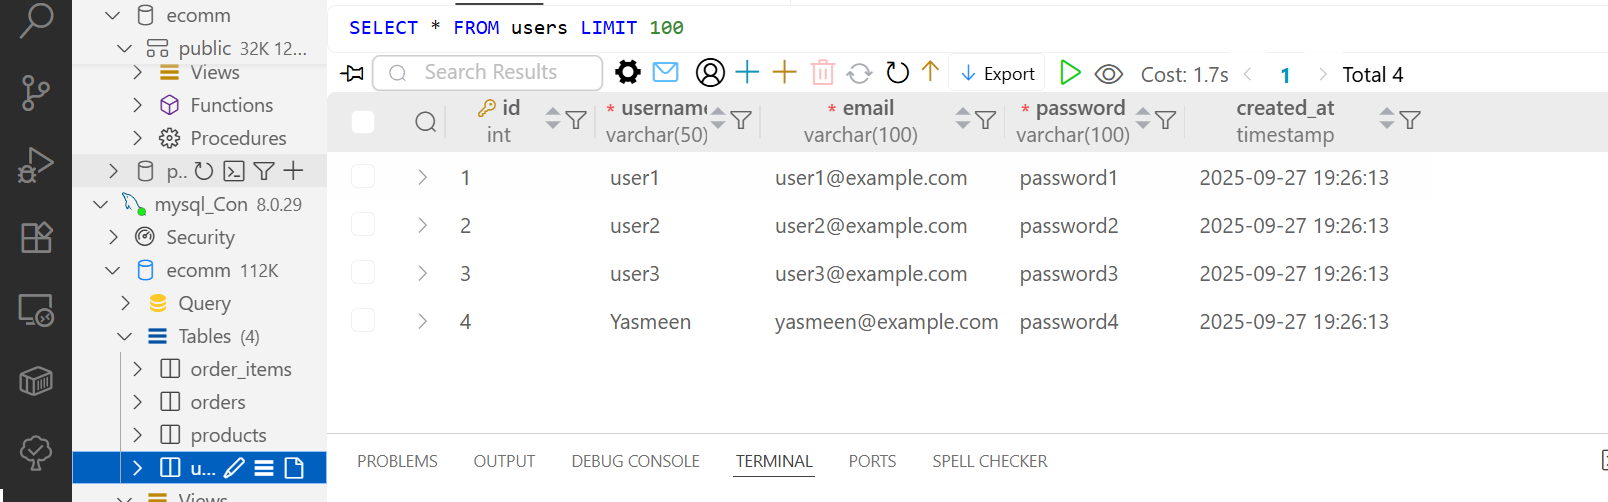 ecomm
public 32K 12...
Views
Functions
Procedures
p..
mysql_Con 8.0.29
Security
ecomm 112K
Query
Tables (4)
order_items
orders
products
u...
Views
SELECT * FROM users LIMIT 100
Search Results
Export
Cost: 1.7s
1
Total 4
id * username * email * password created_at
int varchar(50) varchar(100) varchar(100) timestamp
1 user1 user1@example.com password1 2025-09-27 19:26:13
2 user2 user2@example.com password2 2025-09-27 19:26:13
3 user3 user3@example.com password3 2025-09-27 19:26:13
4 Yasmeen yasmeen@example.com password4 2025-09-27 19:26:13
PROBLEMS OUTPUT DEBUG CONSOLE TERMINAL PORTS SPELL CHECKER